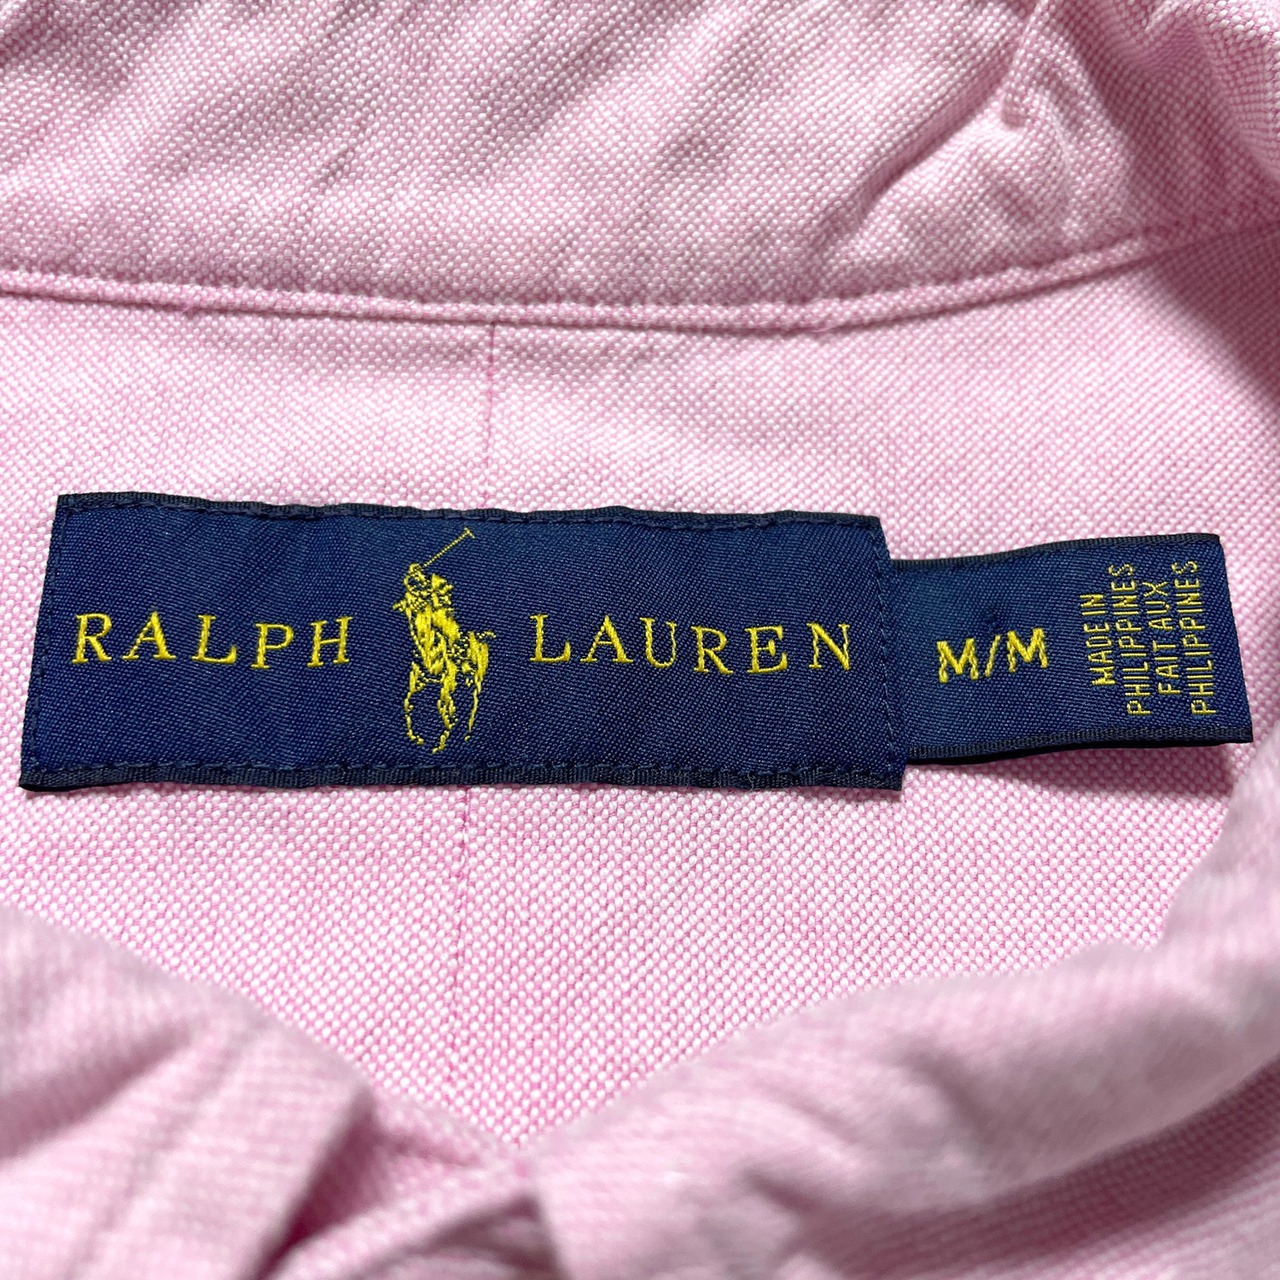 RALPH LAUREN
M/M
MADE IN
PHILIPPINES
FAIT AUX
PHILIPPINES